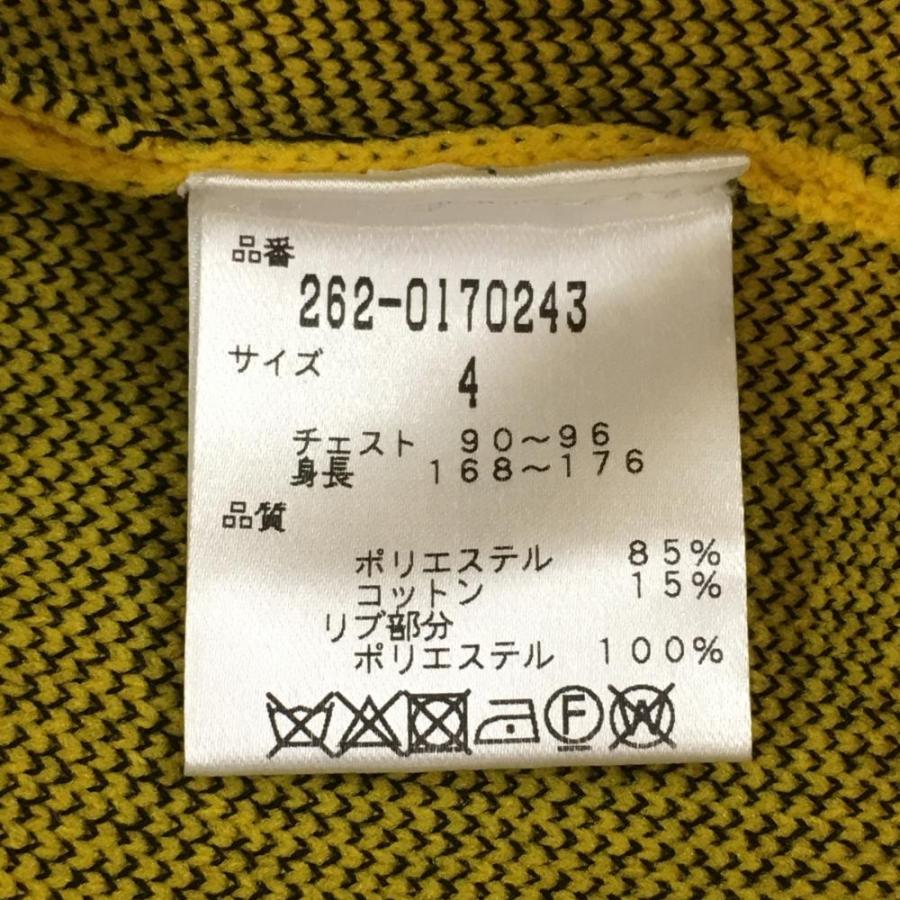 品番
262-0170243
サイズ
4
チェスト 90～96
身長 168～176
品質
ポリエステル 85%
コットン 15%
リブ部分
ポリエステル 100%
F W